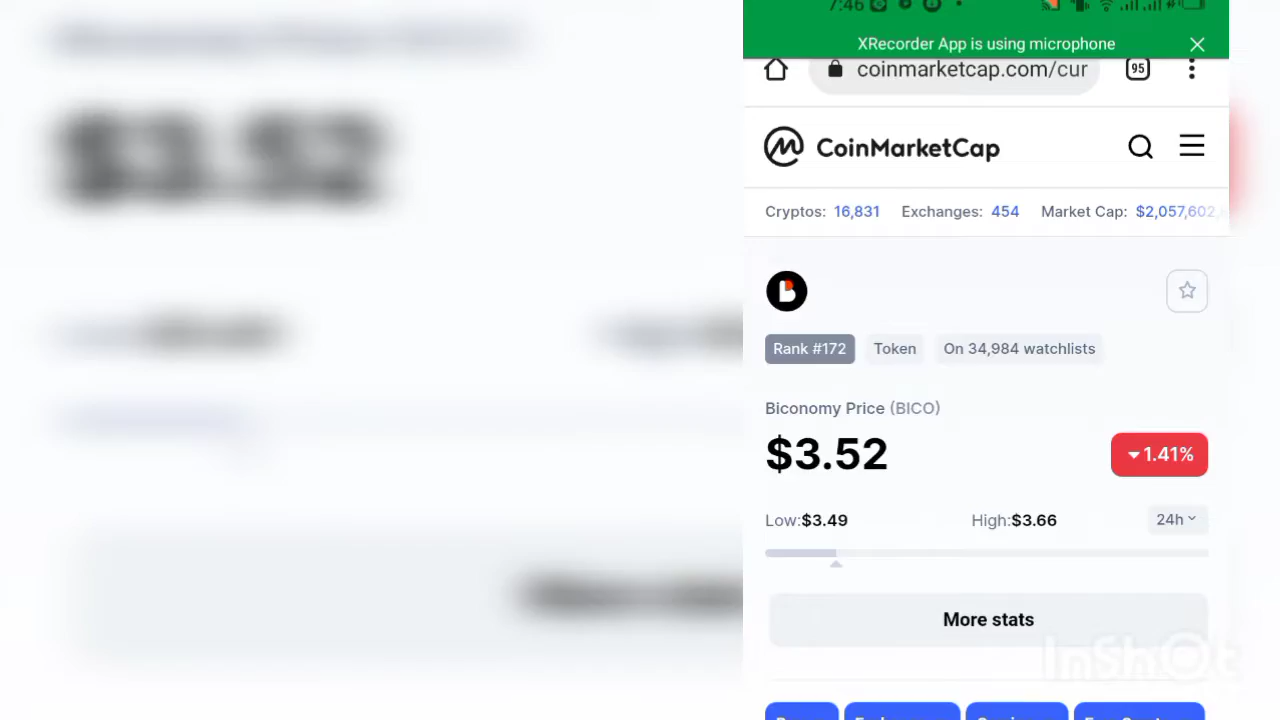 7:46
XRecorder App is using microphone
coinmarketcap.com/cur
95
CoinMarketCap
Cryptos: 16,831 Exchanges: 454 Market Cap: $2,057,602,
Rank #172 Token On 34,984 watchlists
Biconomy Price (BICO)
$3.52
1.41%
Low:$3.49 High:$3.66 24h
More stats
InShOt